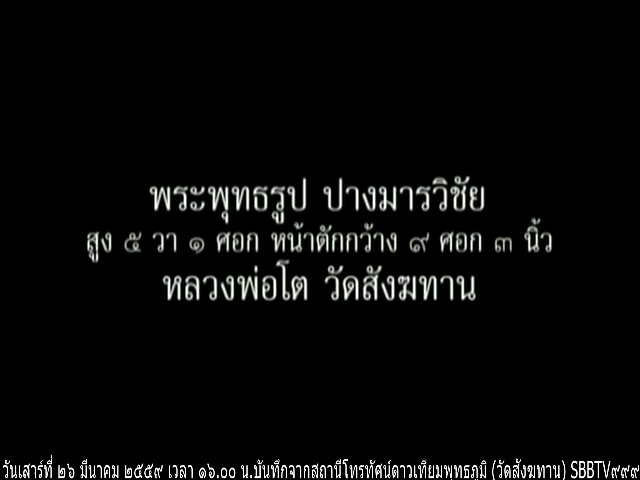 พระพุทธรูป ปางมารวิชัย
สูง ๕ วา ๑ ศอก หน้าตักกว้าง ๙ ศอก ๓ นิ้ว
หลวงพ่อโต วัดสังฆทาน
วันเสาร์ที่ ๒๖ มีนาคม ๒๕๕๙ เวลา ๑๖.๐๐ น.บันทึกจากสถานีโทรทัศน์ดาวเทียมพุทธภูมิ (วัดสังฆทาน) SBBTV๙๙๙